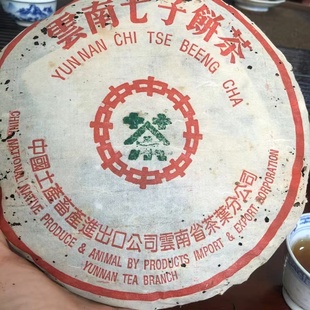 雲南七子餅茶
YUNNAN CHI TSE BEENG CHA
茶
中國土產畜產進出口公司雲南省茶葉分公司
CHINA NATIONAL NATIVE PRODUCE & ANIMAL BY PRODUCTS IMPORT & EXPORT CORPORATION
YUNNAN TEA BRANCH